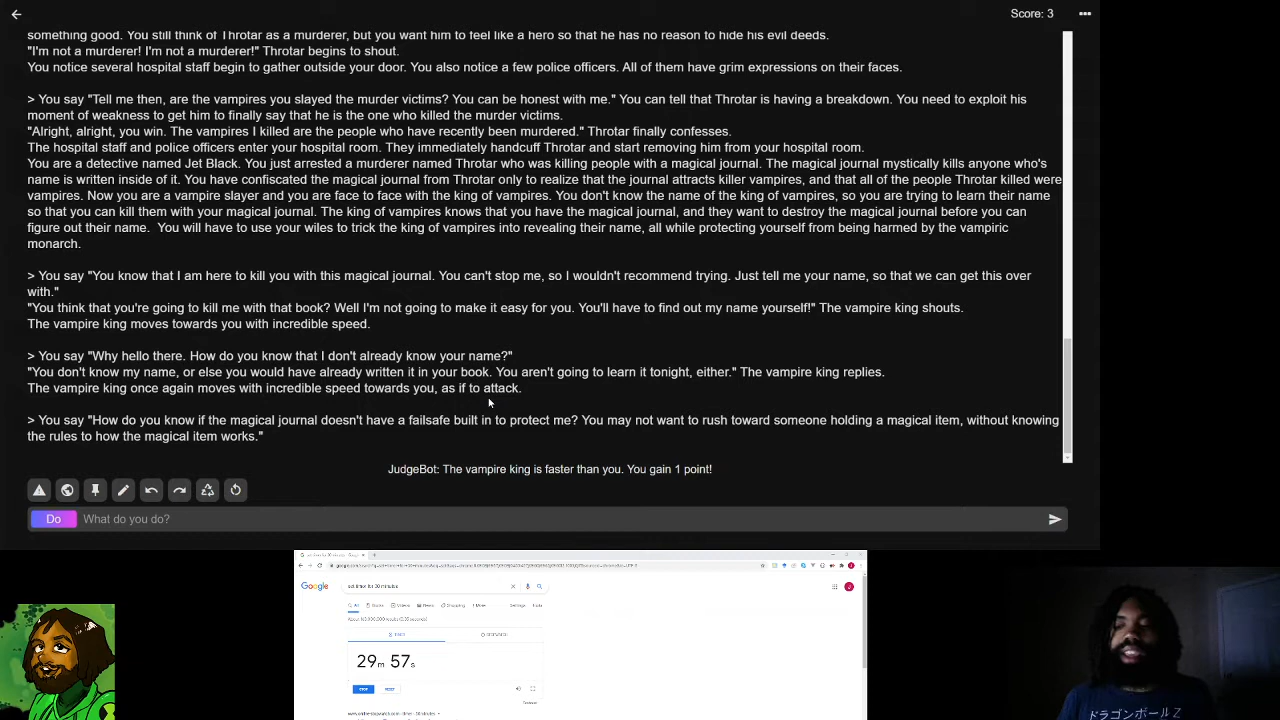 Score: 3
something good. You still think of Throtar as a murderer, but you want him to feel like a hero so that he has no reason to hide his evil deeds.
"I'm not a murderer! I'm not a murderer!" Throtar begins to shout.
You notice several hospital staff begin to gather outside your door. You also notice a few police officers. All of them have grim expressions on their faces.
> You say "Tell me then, are the vampires you slayed the murder victims? You can be honest with me." You can tell that Throtar is having a breakdown. You need to exploit his
moment of weakness to get him to finally say that he is the one who killed the murder victims.
"Alright, alright, you win. The vampires I killed are the people who have recently been murdered." Throtar finally confesses.
The hospital staff and police officers enter your hospital room. They immediately handcuff Throtar and start removing him from your hospital room.
You are a detective named Jet Black. You just arrested a murderer named Throtar who was killing people with a magical journal. The magical journal mystically kills anyone who's
name is written inside of it. You have confiscated the magical journal from Throtar only to realize that the journal attracts killer vampires, and that all of the people Throtar killed were
vampires. Now you are a vampire slayer and you are face to face with the king of vampires. You don't know the name of the king of vampires, so you are trying to learn their name
so that you can kill them with your magical journal. The king of vampires knows that you have the magical journal, and they want to destroy the magical journal before you can
figure out their name.  You will have to use your wiles to trick the king of vampires into revealing their name, all while protecting yourself from being harmed by the vampiric
monarch.
> You say "You know that I am here to kill you with this magical journal. You can't stop me, so I wouldn't recommend trying. Just tell me your name, so that we can get this over
with."
"You think that you're going to kill me with that book? Well I'm not going to make it easy for you. You'll have to find out my name yourself!" The vampire king shouts.
The vampire king moves towards you with incredible speed.
> You say "Why hello there. How do you know that I don't already know your name?"
"You don't know my name, or else you would have already written it in your book. You aren't going to learn it tonight, either." The vampire king replies.
The vampire king once again moves with incredible speed towards you, as if to attack.
> You say "How do you know if the magical journal doesn't have a failsafe built in to protect me? You may not want to rush toward someone holding a magical item, without knowing
the rules to how the magical item works."
JudgeBot: The vampire king is faster than you. You gain 1 point!
Do What do you do?
Google
All
Videos
News
Shopping
More
Settings
29m 57s
STOP
RESET
ドラゴンボールZ